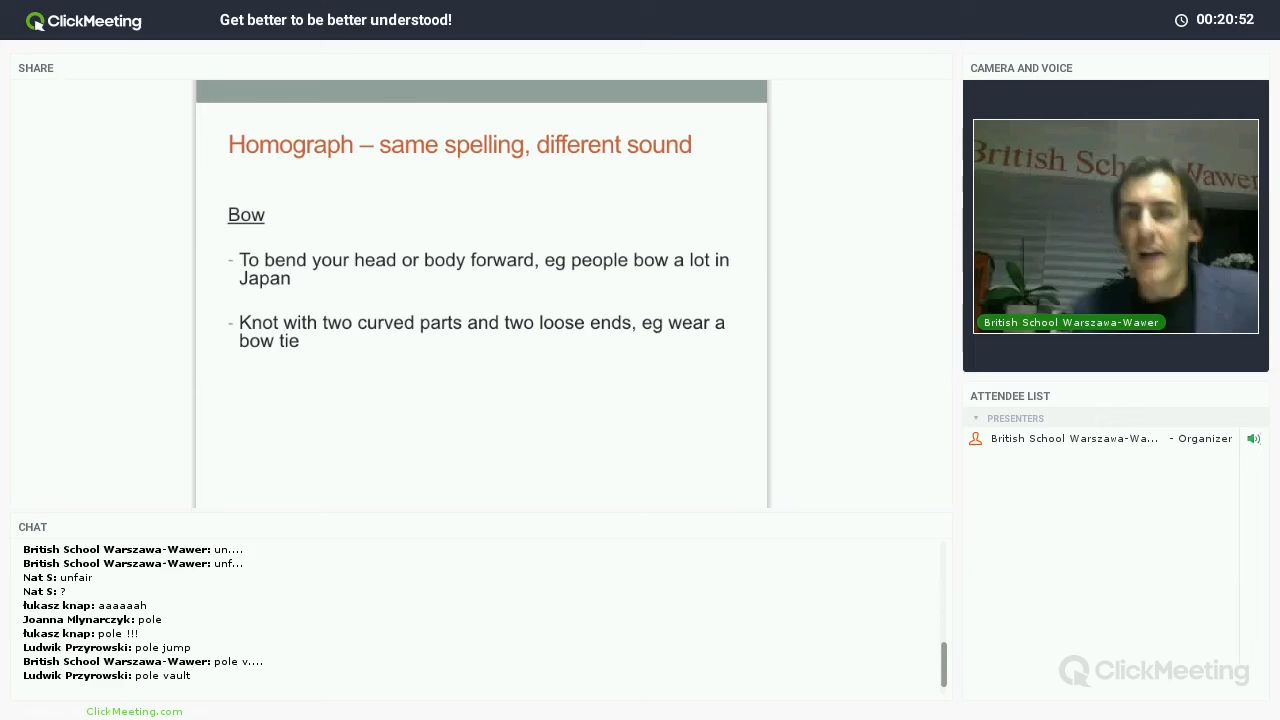 ClickMeeting
Get better to be better understood!
00:20:52
SHARE
Homograph – same spelling, different sound
Bow
- To bend your head or body forward, eg people bow a lot in
Japan
- Knot with two curved parts and two loose ends, eg wear a
bow tie
CAMERA AND VOICE
British School Wawer
British School Warszawa-Wawer
ATTENDEE LIST
PRESENTERS
British School Warszawa-Wa... - Organizer
CHAT
British School Warszawa-Wawer: un....
British School Warszawa-Wawer: unf...
Nat S: unfair
Nat S: ?
łukasz knap: aaaaaah
Joanna Młynarczyk: pole
łukasz knap: pole !!!
Ludwik Przyrowski: pole jump
British School Warszawa-Wawer: pole v....
Ludwik Przyrowski: pole vault
ClickMeeting
ClickMeeting.com